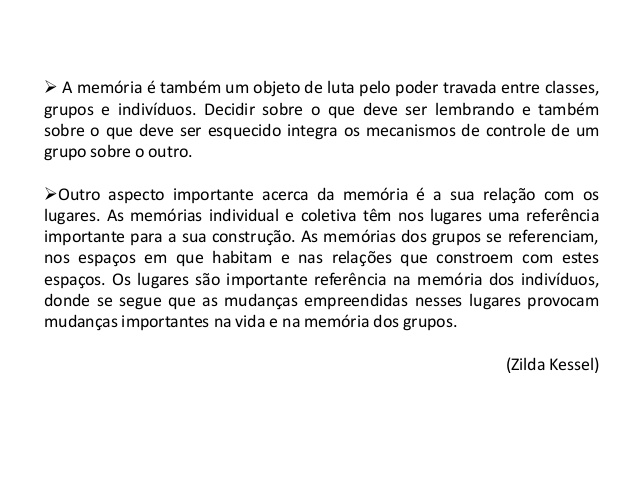 ➢ A memória é também um objeto de luta pelo poder travada entre classes,
grupos e indivíduos. Decidir sobre o que deve ser lembrando e também
sobre o que deve ser esquecido integra os mecanismos de controle de um
grupo sobre o outro.
➢Outro aspecto importante acerca da memória é a sua relação com os
lugares. As memórias individual e coletiva têm nos lugares uma referência
importante para a sua construção. As memórias dos grupos se referenciam,
nos espaços em que habitam e nas relações que constroem com estes
espaços. Os lugares são importante referência na memória dos indivíduos,
donde se segue que as mudanças empreendidas nesses lugares provocam
mudanças importantes na vida e na memória dos grupos.
(Zilda Kessel)